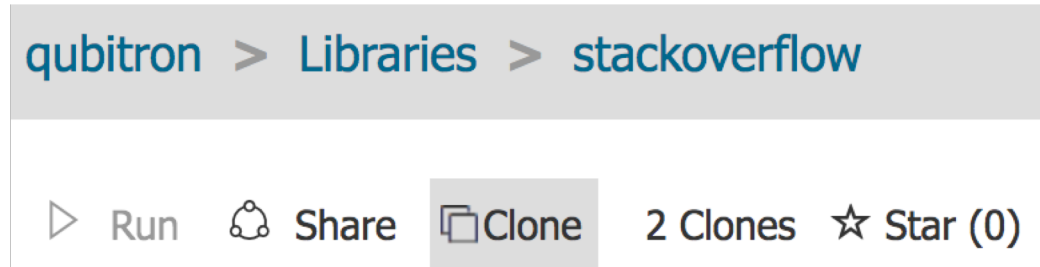 qubitron > Libraries > stackoverflow
Run Share Clone 2 Clones Star (0)